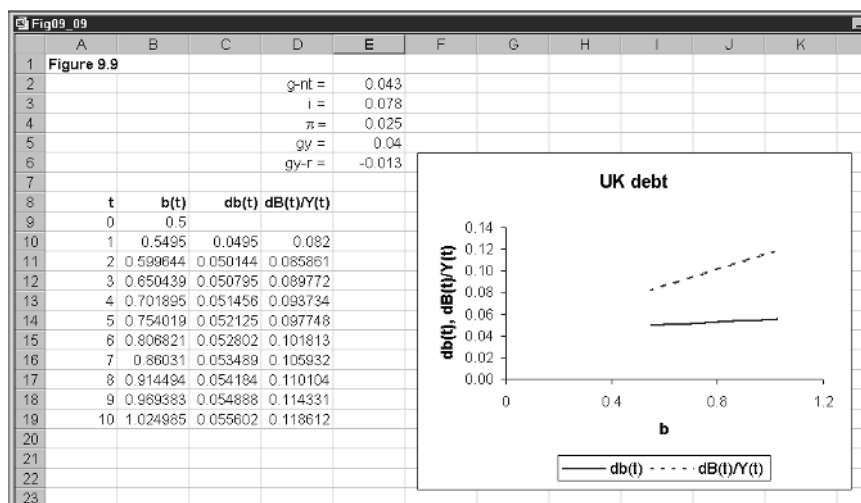 Fig09_09
A B C D E F G H I J K
1 Figure 9.9
2 g-nt = 0.043
3 i = 0.078
4 π = 0.025
5 gy = 0.04
6 gy-r = -0.013
7
8 t b(t) db(t) dB(t)/Y(t)
9 0 0.5
10 1 0.5495 0.0495 0.082
11 2 0.599644 0.050144 0.085861
12 3 0.650439 0.050795 0.089772
13 4 0.701895 0.051456 0.093734
14 5 0.754019 0.052125 0.097748
15 6 0.806821 0.052802 0.101813
16 7 0.86031 0.053489 0.105932
17 8 0.914494 0.054184 0.110104
18 9 0.969383 0.054888 0.114331
19 10 1.024985 0.055602 0.118612
20
21
22
23
UK debt
db(t), dB(t)/Y(t)
0.14
0.12
0.10
0.08
0.06
0.04
0.02
0.00
0 0.4 0.8 1.2
b
db(t) dB(t)/Y(t)